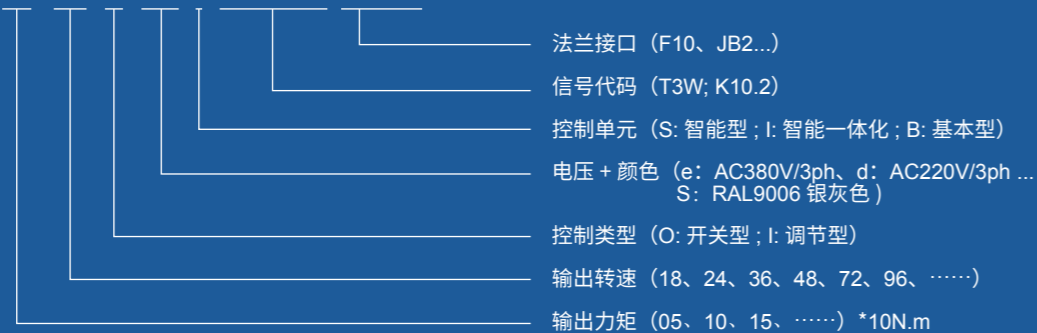 法兰接口（F10、JB2...）
信号代码（T3W; K10.2）
控制单元（S: 智能型 ; I: 智能一体化 ; B: 基本型）
电压 + 颜色（e：AC380V/3ph、d：AC220V/3ph ...
S：RAL9006 银灰色 )
控制类型（O: 开关型 ; I: 调节型）
输出转速（18、24、36、48、72、96、……）
输出力矩（05、10、15、……）*10N.m